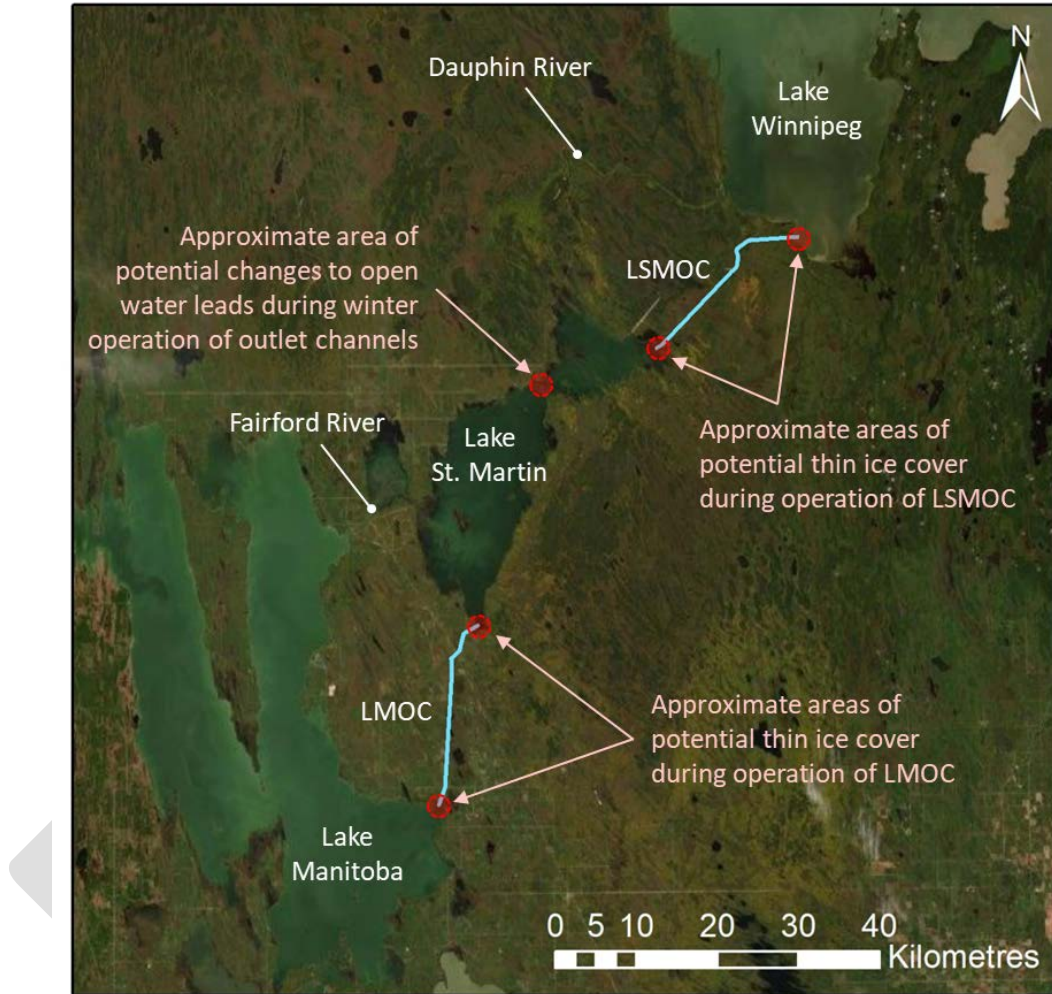 N
Dauphin River
Lake
Winnipeg
Approximate area of
potential changes to open
water leads during winter
operation of outlet channels
LSMOC
Fairford River
Lake
St. Martin
Approximate areas of
potential thin ice cover
during operation of LSMOC
LMOC
Approximate areas of
potential thin ice cover
during operation of LMOC
Lake
Manitoba
0 5 10 20 30 40
Kilometres